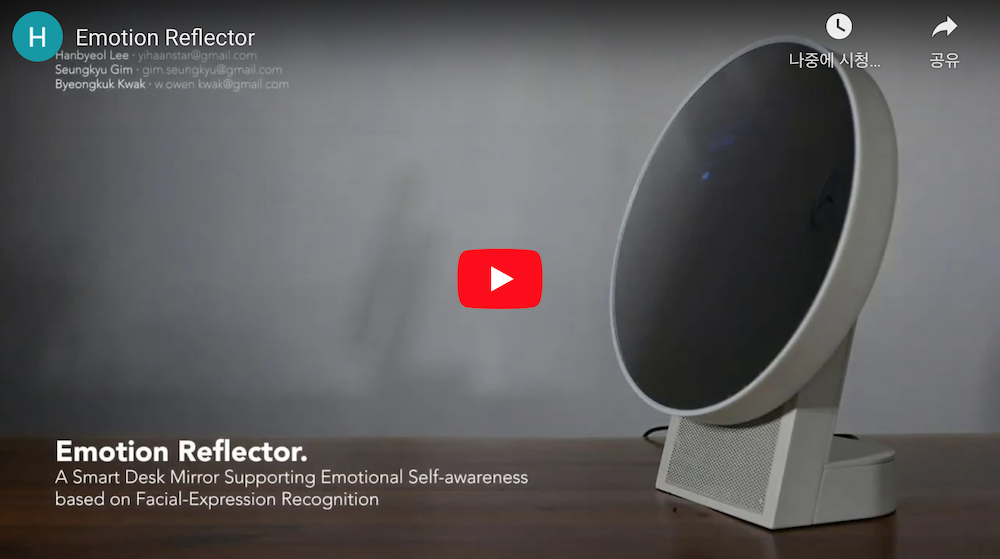 H
Emotion Reflector
나중에 시청...
공유
Hanbyeol Lee · yihaanstar@gmail.com
Seungkyu Gim · gim.seungkyu@gmail.com
Byeongkuk Kwak · w.owen.kwak@gmail.com
Emotion Reflector.
A Smart Desk Mirror Supporting Emotional Self-awareness
based on Facial-Expression Recognition